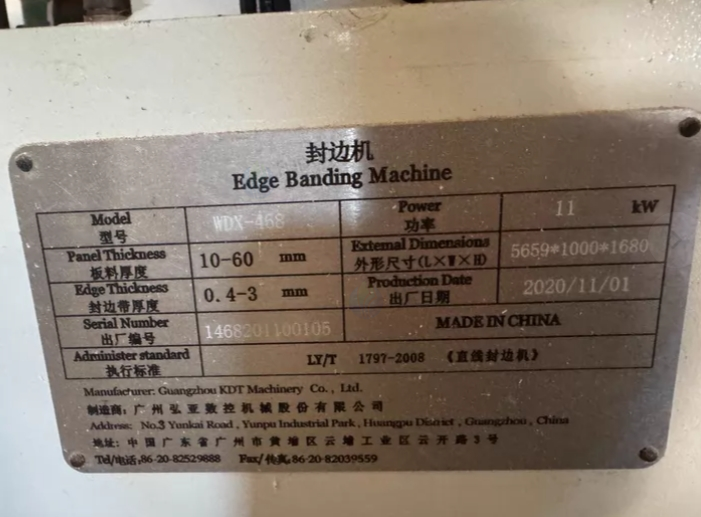 封边机
Edge Banding Machine
Model
型号
WDX-468
Power
功率
11 kW
Panel Thickness
板料厚度
10-60 mm
External Dimensions
外形尺寸(L×W×H)
5659*1000*1680
Edge Thickness
封边带厚度
0.4-3 mm
Production Date
出厂日期
2020/11/01
Serial Number
出厂编号
1468201100105
MADE IN CHINA
Administer standard
执行标准
LY/T 1797-2008 《直线封边机》
Manufacturer: Guangzhou KDT Machinery Co., Ltd.
制造商: 广州弘亚数控机械股份有限公司
Address: No.3 Yunkai Road, Yunpu Industrial Park, Huangpu District, Guangzhou, China
地址: 中国广东省广州市黄埔区云埔工业区云开路3号
Tel/电话:86-20-82529888 Fax/传真:86-20-82039559